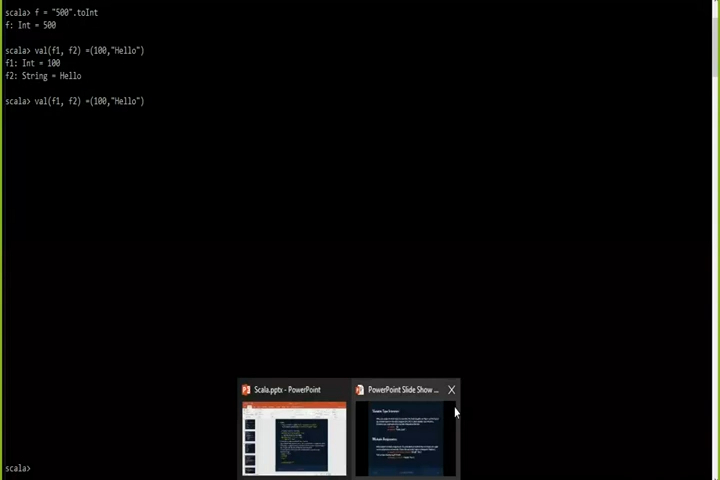 scala> f = "500".toInt
f: Int = 500
scala> val(f1, f2) =(100,"Hello")
f1: Int = 100
f2: String = Hello
scala> val(f1, f2) =(100,"Hello")
Scala.pptx - PowerPoint
PowerPoint Slide Show ...
scala>